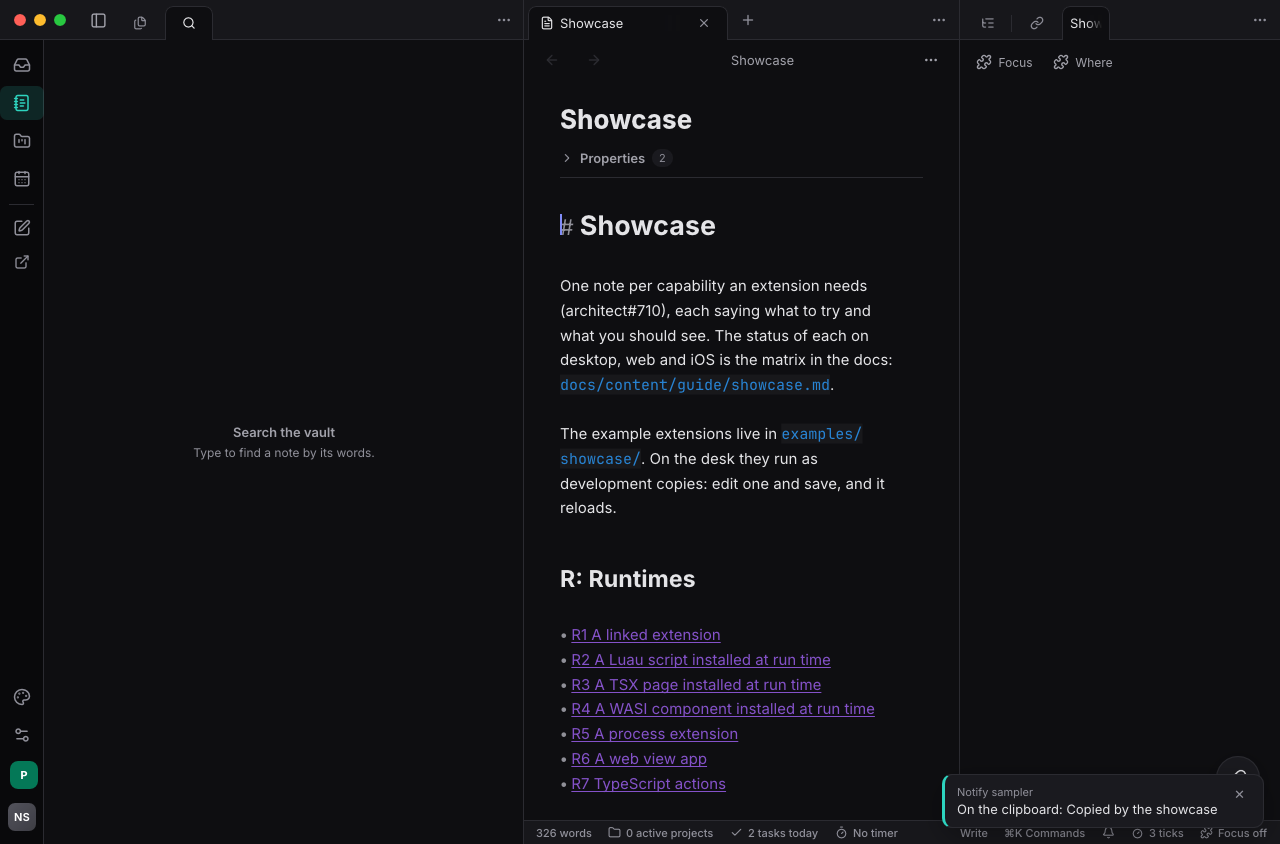 Showcase
Show
Showcase
Focus
Where
Showcase
Properties 2
# Showcase
One note per capability an extension needs
(architect#710), each saying what to try and
what you should see. The status of each on
desktop, web and iOS is the matrix in the docs:
docs/content/guide/showcase.md.
The example extensions live in examples/
showcase/. On the desk they run as
development copies: edit one and save, and it
reloads.
Search the vault
Type to find a note by its words.
R: Runtimes
• R1 A linked extension
• R2 A Luau script installed at run time
• R3 A TSX page installed at run time
• R4 A WASI component installed at run time
• R5 A process extension
• R6 A web view app
• R7 TypeScript actions
P
NS
Notify sampler
On the clipboard: Copied by the showcase
326 words
0 active projects
2 tasks today
No timer
Write
⌘K Commands
3 ticks
Focus off